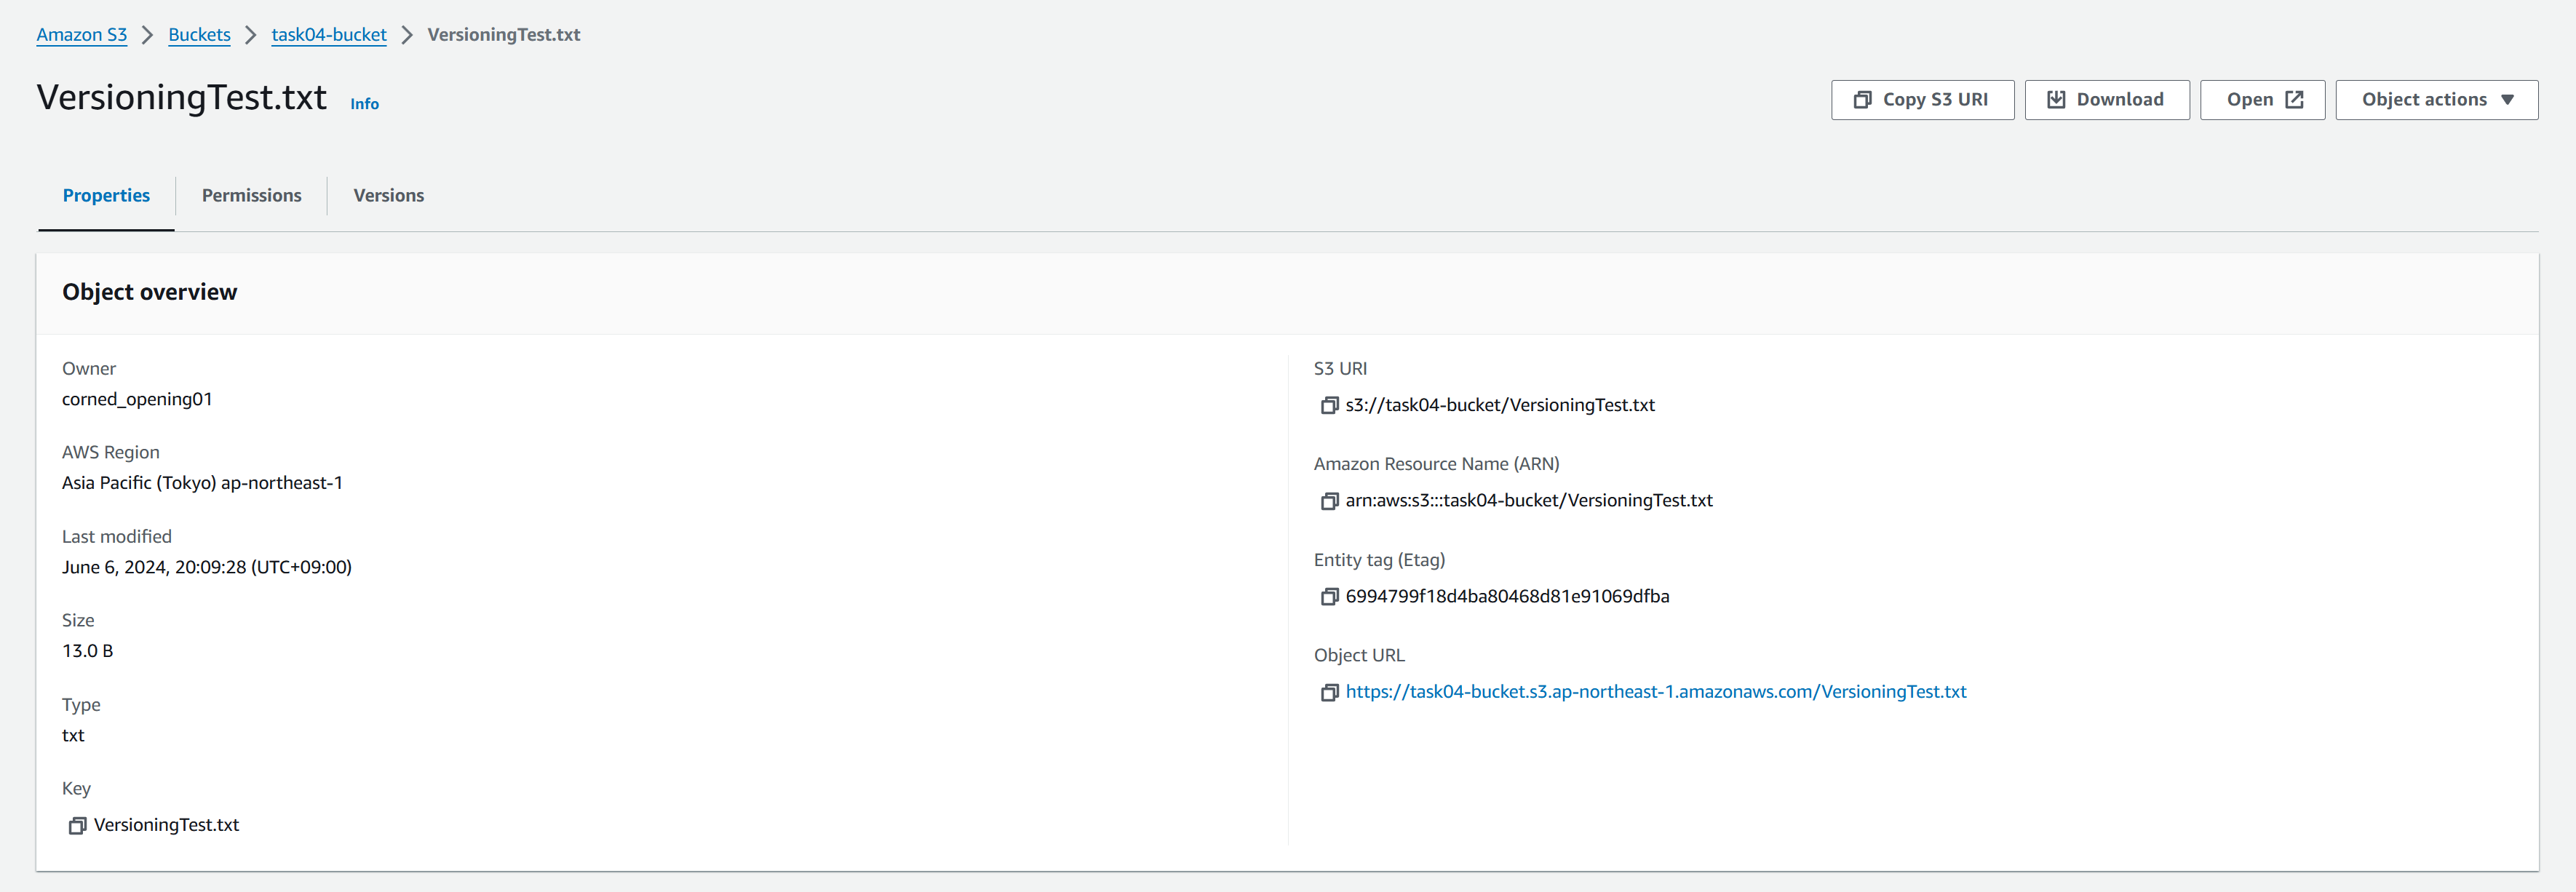 Amazon S3 > Buckets > task04-bucket > VersioningTest.txt
VersioningTest.txt Info
Copy S3 URI Download Open Object actions
Properties Permissions Versions
Object overview
Owner
corned_opening01
AWS Region
Asia Pacific (Tokyo) ap-northeast-1
Last modified
June 6, 2024, 20:09:28 (UTC+09:00)
Size
13.0 B
Type
txt
Key
VersioningTest.txt
S3 URI
s3://task04-bucket/VersioningTest.txt
Amazon Resource Name (ARN)
arn:aws:s3:::task04-bucket/VersioningTest.txt
Entity tag (Etag)
6994799f18d4ba80468d81e91069dfba
Object URL
https://task04-bucket.s3.ap-northeast-1.amazonaws.com/VersioningTest.txt